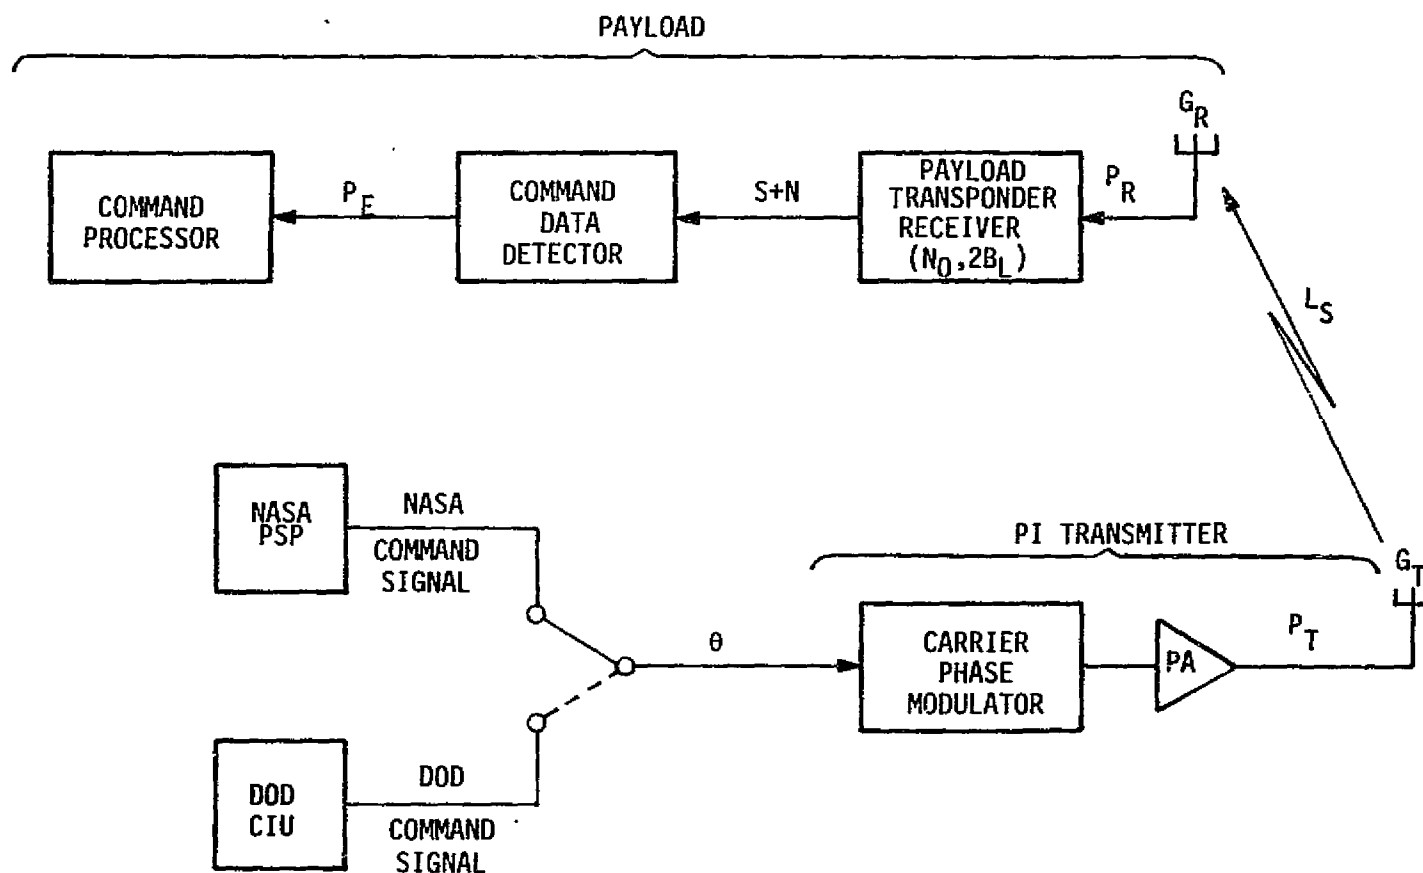 PAYLOAD
G_R
COMMAND
PROCESSOR
P_E
COMMAND
DATA
DETECTOR
S+N
PAYLOAD
TRANSPONDER
RECEIVER
(N_0,2B_L)
P_R
L_S
NASA
PSP
NASA
COMMAND
SIGNAL
PI TRANSMITTER
θ
CARRIER
PHASE
MODULATOR
PA
P_T
G_T
DOD
CIU
DOD
COMMAND
SIGNAL